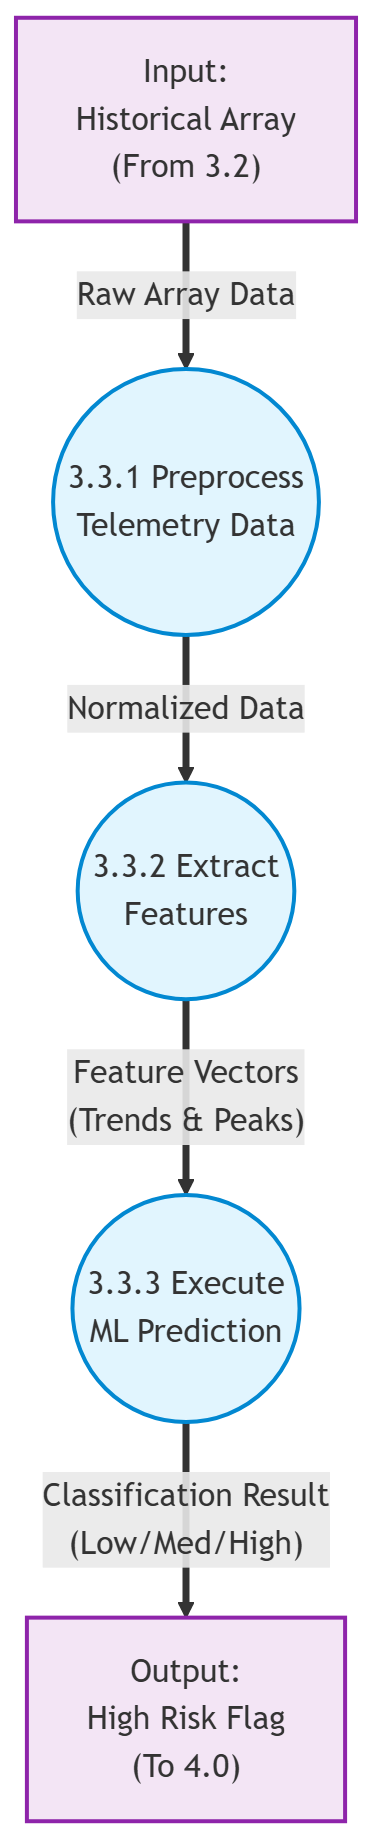 Input:
Historical Array
(From 3.2)
Raw Array Data
3.3.1 Preprocess
Telemetry Data
Normalized Data
3.3.2 Extract
Features
Feature Vectors
(Trends & Peaks)
3.3.3 Execute
ML Prediction
Classification Result
(Low/Med/High)
Output:
High Risk Flag
(To 4.0)